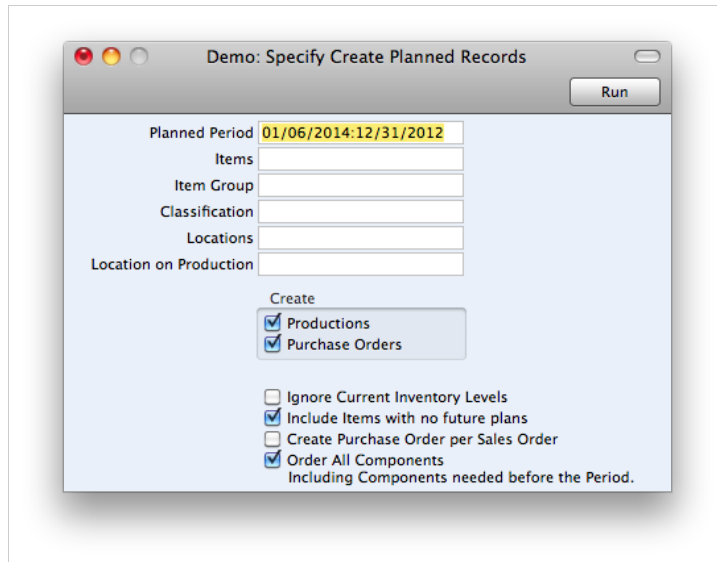 Demo: Specify Create Planned Records
Run
Planned Period 01/06/2014:12/31/2012
Items
Item Group
Classification
Locations
Location on Production
Create
Productions
Purchase Orders
Ignore Current Inventory Levels
Include Items with no future plans
Create Purchase Order per Sales Order
Order All Components
Including Components needed before the Period.